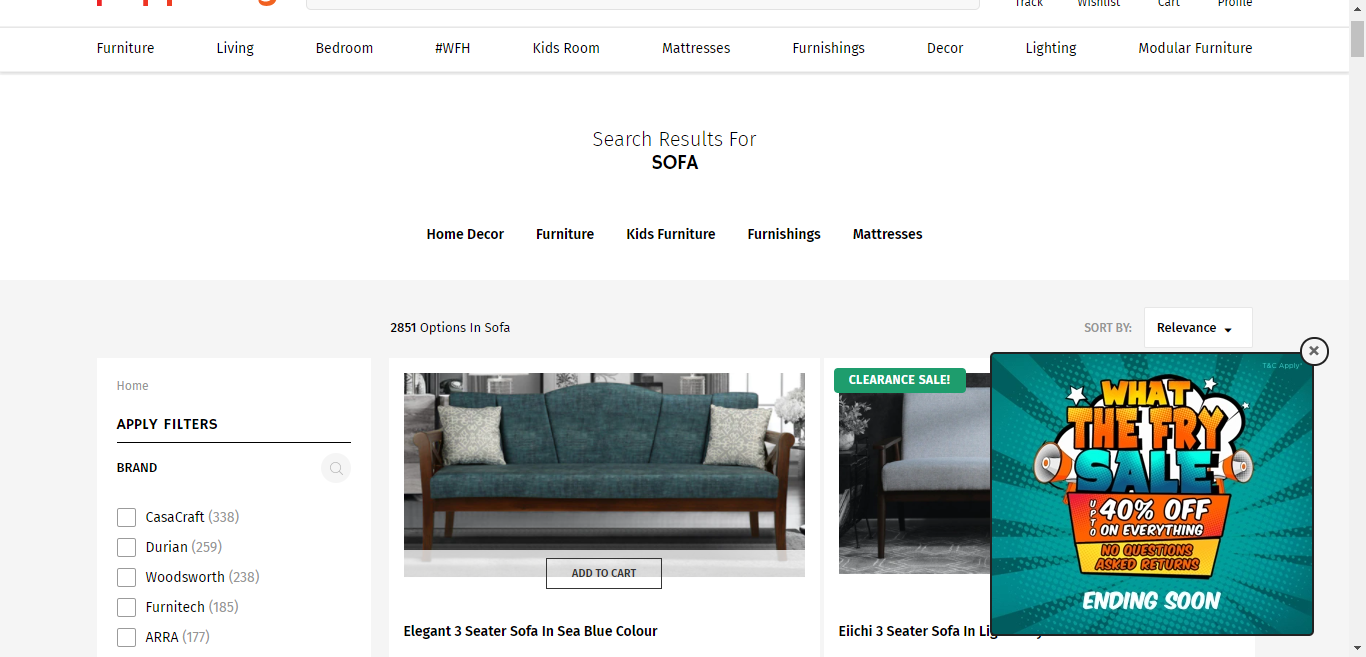 Track Wishlist Cart Profile
Furniture Living Bedroom #WFH Kids Room Mattresses Furnishings Decor Lighting Modular Furniture
Search Results For
SOFA
Home Decor Furniture Kids Furniture Furnishings Mattresses
2851 Options In Sofa
SORT BY: Relevance
Home
APPLY FILTERS
BRAND
CasaCraft (338)
Durian (259)
Woodsworth (238)
Furnitech (185)
ARRA (177)
ADD TO CART
Elegant 3 Seater Sofa In Sea Blue Colour
CLEARANCE SALE!
Eiichi 3 Seater Sofa In
T&C Apply*
WHAT
THE FRY
SALE
UPTO 40% OFF
ON EVERYTHING
NO QUESTIONS
ASKED RETURNS
ENDING SOON